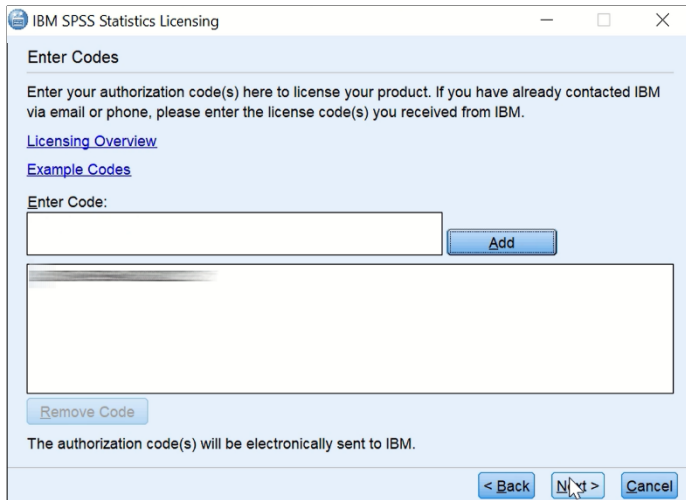 IBM SPSS Statistics Licensing
Enter Codes
Enter your authorization code(s) here to license your product. If you have already contacted IBM
via email or phone, please enter the license code(s) you received from IBM.
Licensing Overview
Example Codes
Enter Code:
Add
Remove Code
The authorization code(s) will be electronically sent to IBM.
< Back Next > Cancel